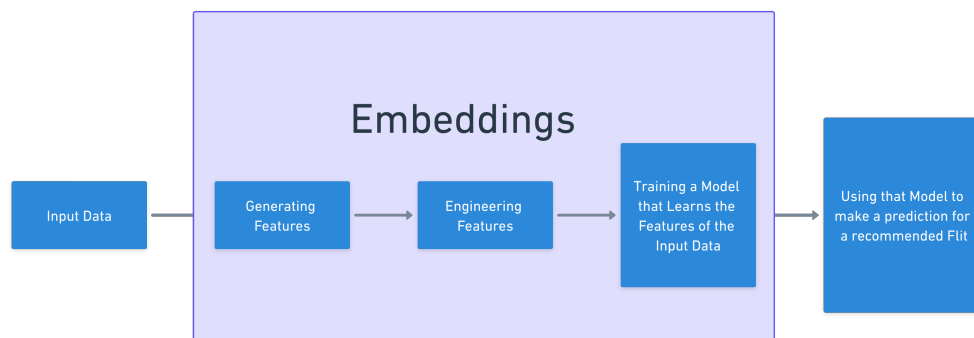 Embeddings
Input Data
Generating
Features
Engineering
Features
Training a Model
that Learns the
Features of the
Input Data
Using that Model to
make a prediction for
a recommended Flit